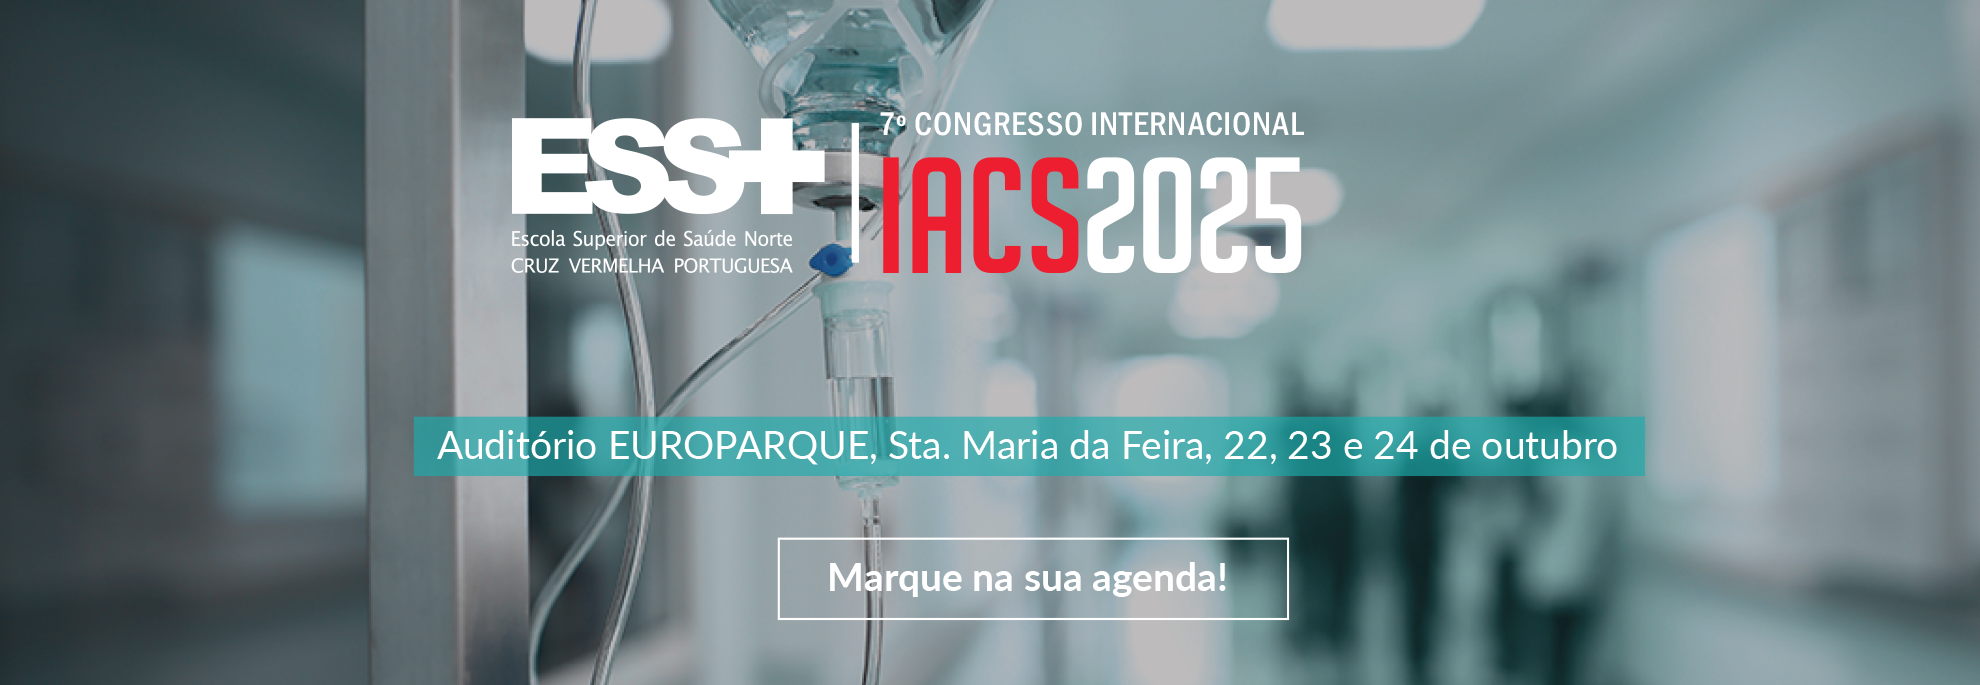 ESS+
Escola Superior de Saúde Norte
CRUZ VERMELHA PORTUGUESA
7º CONGRESSO INTERNACIONAL
IACS2025
Auditório EUROPARQUE, Sta. Maria da Feira, 22, 23 e 24 de outubro
Marque na sua agenda!